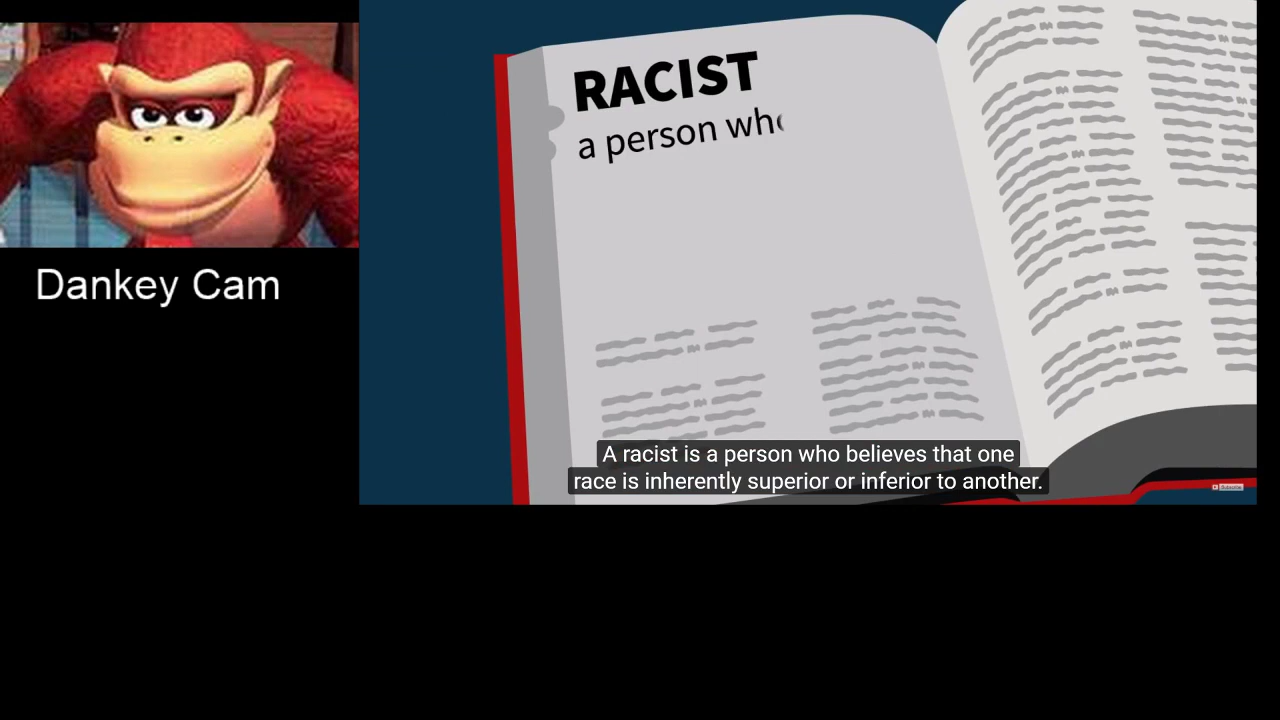 RACIST
a person who
Dankey Cam
A racist is a person who believes that one
race is inherently superior or inferior to another.